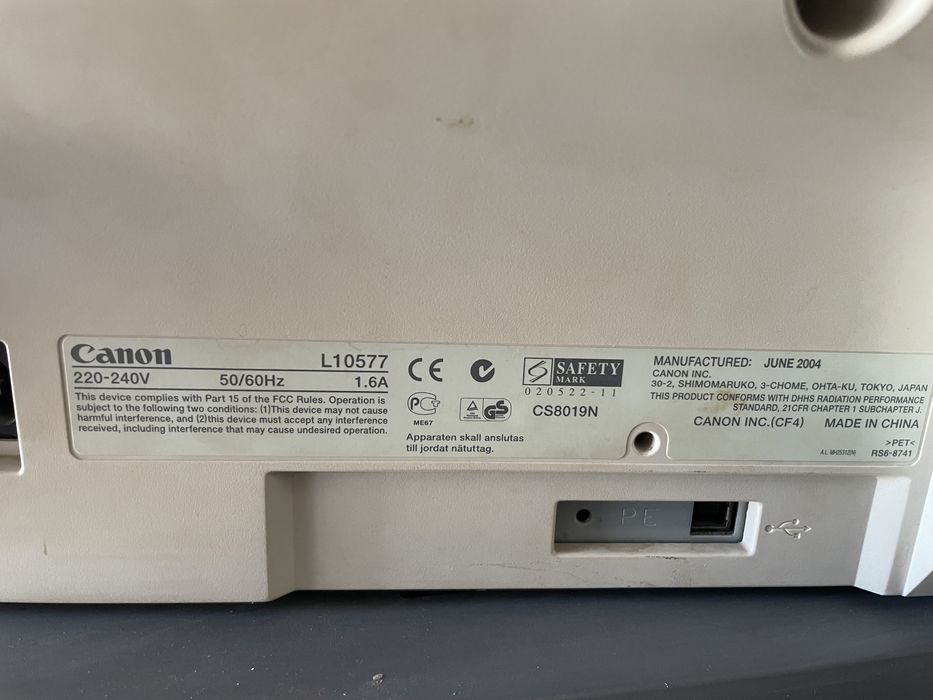 Canon L10577
220-240V 50/60Hz 1.6A
This device complies with Part 15 of the FCC Rules. Operation is
subject to the following two conditions: (1)This device may not cause
harmful interference, and (2)this device must accept any interference
received, including interference that may cause undesired operation.
CE
PCT
ME67
GS
Apparaten skall anslutas
till jordat nätuttag.
SAFETY
MARK
020522-11
CS8019N
MANUFACTURED: JUNE 2004
CANON INC.
30-2, SHIMOMARUKO, 3-CHOME, OHTA-KU, TOKYO, JAPAN
THIS PRODUCT CONFORMS WITH DHHS RADIATION PERFORMANCE
STANDARD, 21CFR CHAPTER 1 SUBCHAPTER J.
CANON INC.(CF4) MADE IN CHINA
>PET<
RS6-8741
PE